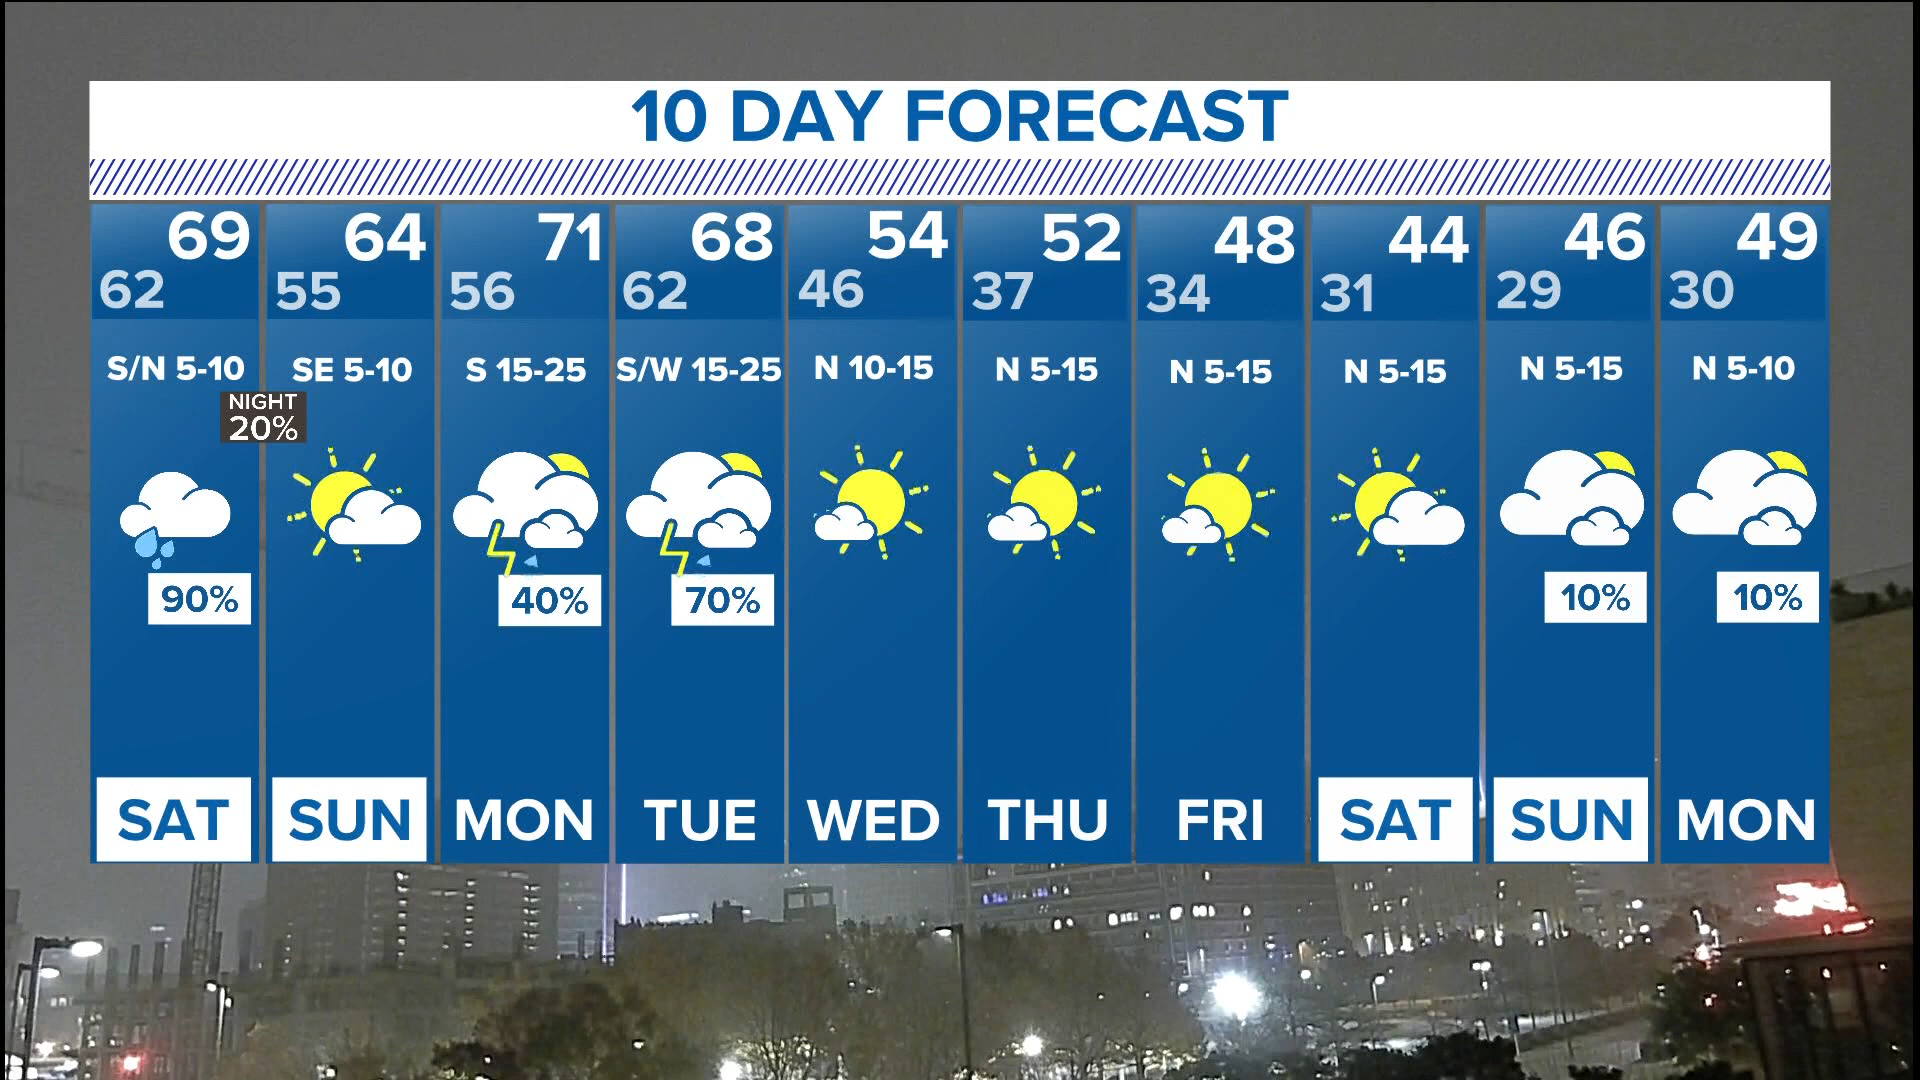 10 DAY FORECAST
69 64 71 68 54 52 48 44 46 49
62 55 56 62 46 37 34 31 29 30
S/N 5-10 SE 5-10 S 15-25 S/W 15-25 N 10-15 N 5-15 N 5-15 N 5-15 N 5-15 N 5-10
NIGHT
20%
90% 40% 70% 10% 10%
SAT SUN MON TUE WED THU FRI SAT SUN MON